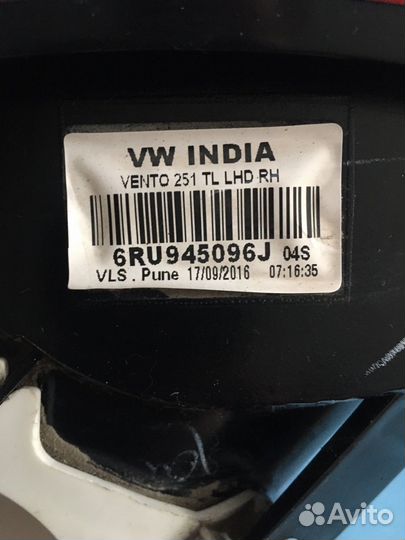 VW INDIA
VENTO 251 TL LHD RH
6RU945096J 04S
VLS . Pune 17/09/2016 07:16:35
Avito